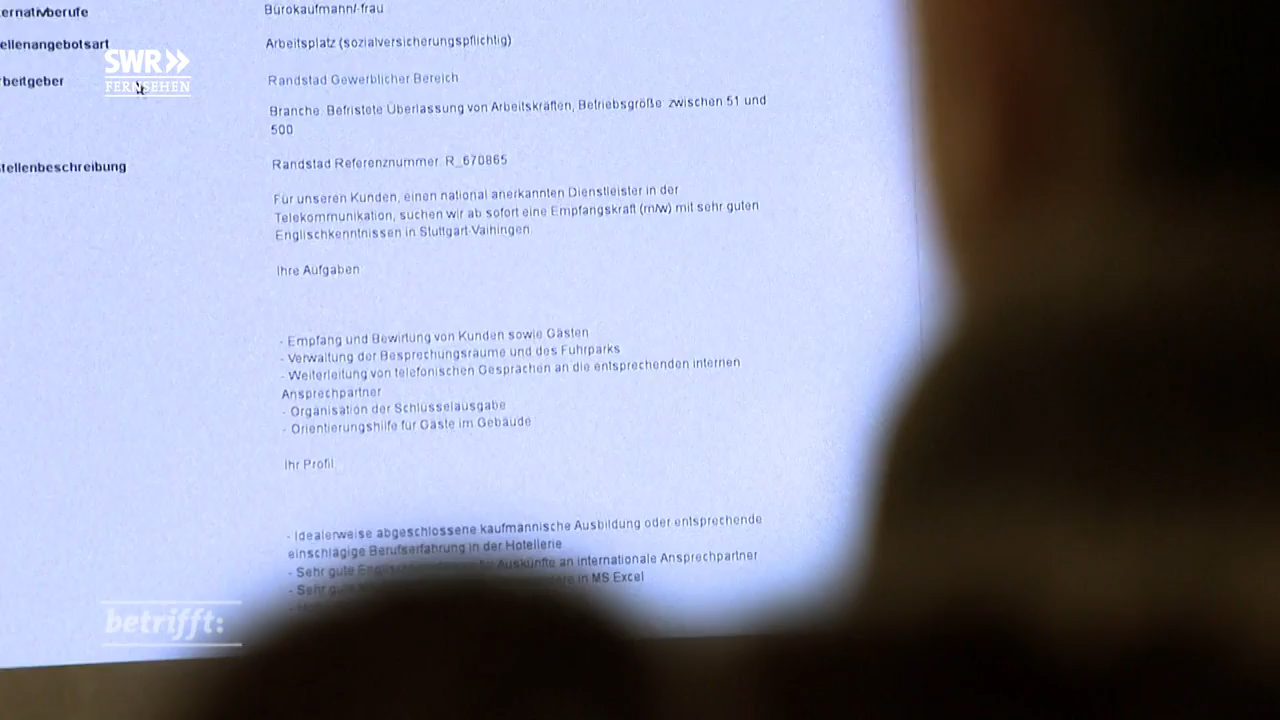 ernativberufe Bürokaufmann/-frau
ellenangebotsart Arbeitsplatz (sozialversicherungspflichtig)
SWR
FERNSEHEN
beitgeber Randstad Gewerblicher Bereich
Branche: Befristete Überlassung von Arbeitskräften, Betriebsgröße: zwischen 51 und
500
tellenbeschreibung Randstad Referenznummer: R_670865
Für unseren Kunden, einen national anerkannten Dienstleister in der
Telekommunikation, suchen wir ab sofort eine Empfangskraft (m/w) mit sehr guten
Englischkenntnissen in Stuttgart-Vaihingen.
Ihre Aufgaben
- Empfang und Bewirtung von Kunden sowie Gästen
- Verwaltung der Besprechungsräume und des Fuhrparks
- Weiterleitung von telefonischen Gesprächen an die entsprechenden internen
Ansprechpartner
- Organisation der Schlüsselausgabe
- Orientierungshilfe für Gäste im Gebäude
Ihr Profil
- Idealerweise abgeschlossene kaufmännische Ausbildung oder entsprechende
einschlägige Berufserfahrung in der Hotellerie
- Sehr gute Auskünfte an internationale Ansprechpartner
- Sehr in MS Excel
betrifft: